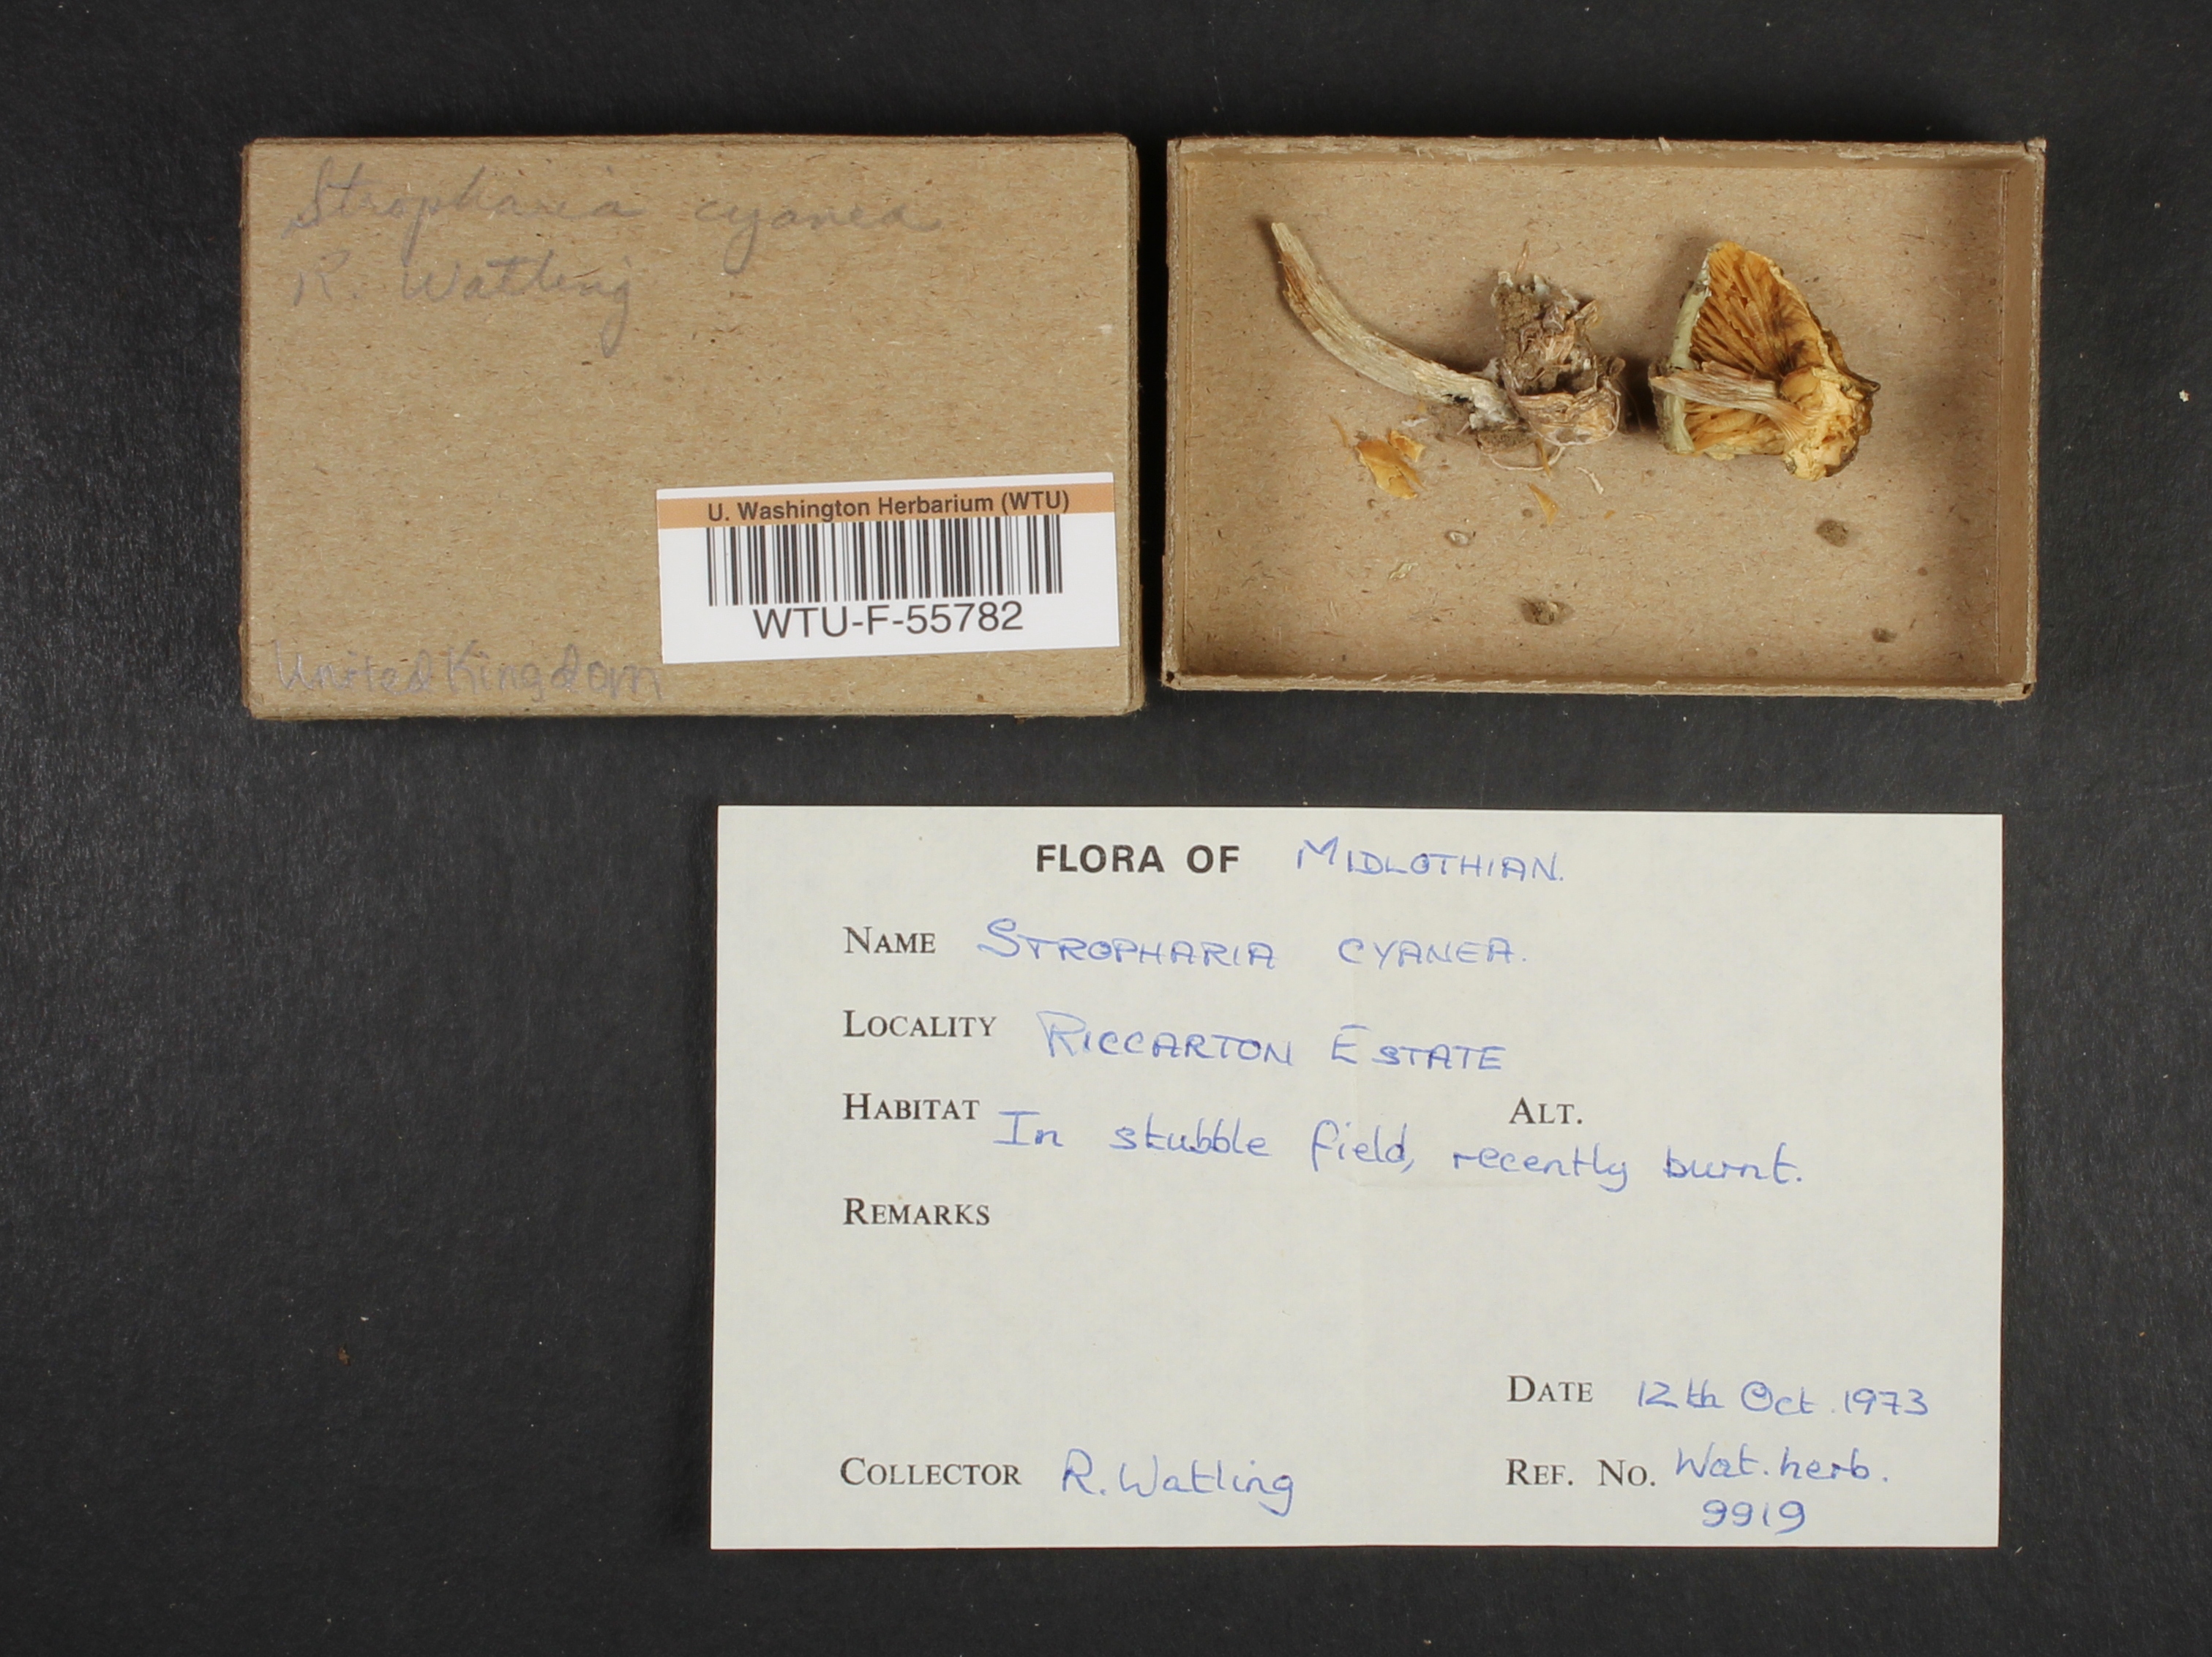 Stropharia cyanea
R. Watling
U. Washington Herbarium (WTU)
WTU-F-55782
United Kingdom
FLORA OF MIDLOTHIAN.
NAME STROPHARIA CYANEA.
LOCALITY RICCARTON ESTATE
HABITAT In stubble field, recently burnt.
ALT.
REMARKS
DATE 12th Oct. 1973
COLLECTOR R. Watling
REF. No. Wat. herb.
9919